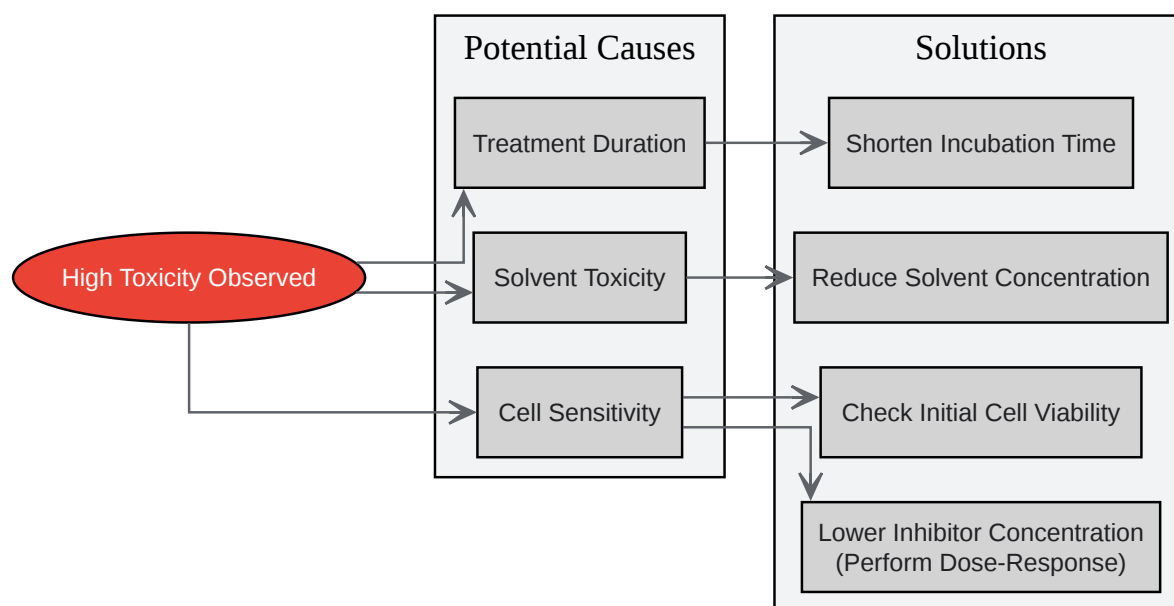 Potential Causes
Solutions
Treatment Duration
Shorten Incubation Time
High Toxicity Observed
Solvent Toxicity
Reduce Solvent Concentration
Cell Sensitivity
Check Initial Cell Viability
Lower Inhibitor Concentration
(Perform Dose-Response)